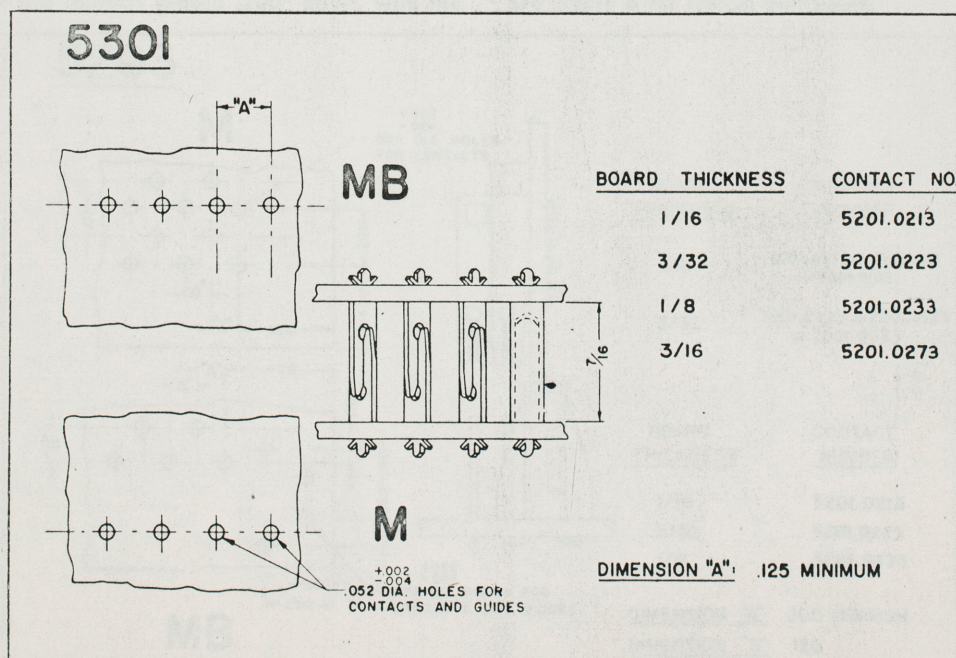 5301
"A"
MB
BOARD THICKNESS CONTACT NO
1/16 5201.0213
3/32 5201.0223
1/8 5201.0233
3/16 5201.0273
7/16
M
+.002
-.004
.052 DIA. HOLES FOR
CONTACTS AND GUIDES
DIMENSION "A": .125 MINIMUM